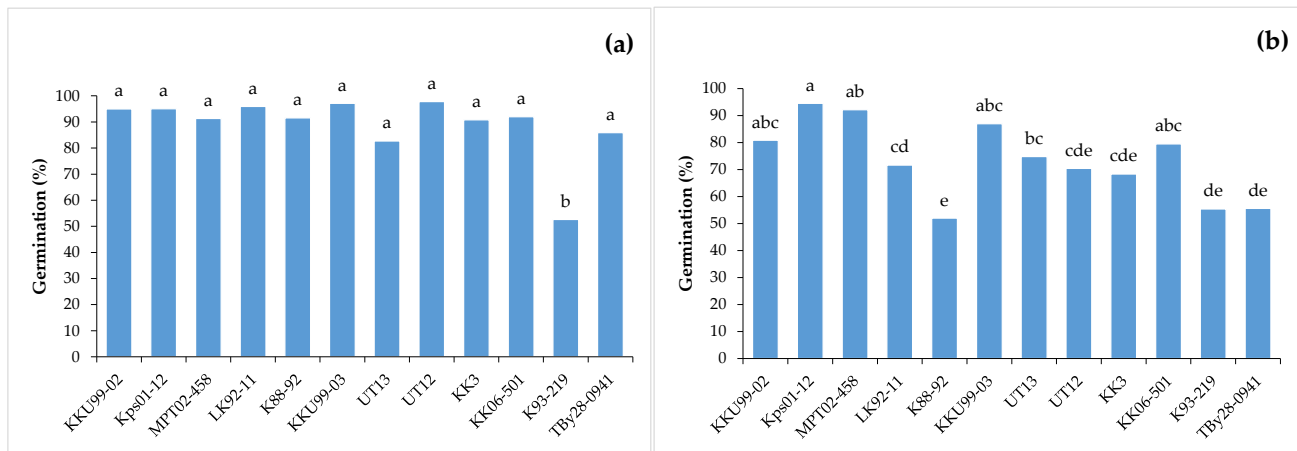 (a)
a a a a a a a a a a b a
Germination (%)
100
90
80
70
60
50
40
30
20
10
0
KKU99-02
Kps01-12
MPT02-458
LK92-11
K88-92
KKU99-03
UT13
UT12
KK3
KK06-501
K93-219
TBy28-0941
(b)
abc a ab cd e abc bc cde cde abc de de
Germination (%)
100
90
80
70
60
50
40
30
20
10
0
KKU99-02
Kps01-12
MPT02-458
LK92-11
K88-92
KKU99-03
UT13
UT12
KK3
KK06-501
K93-219
TBy28-0941